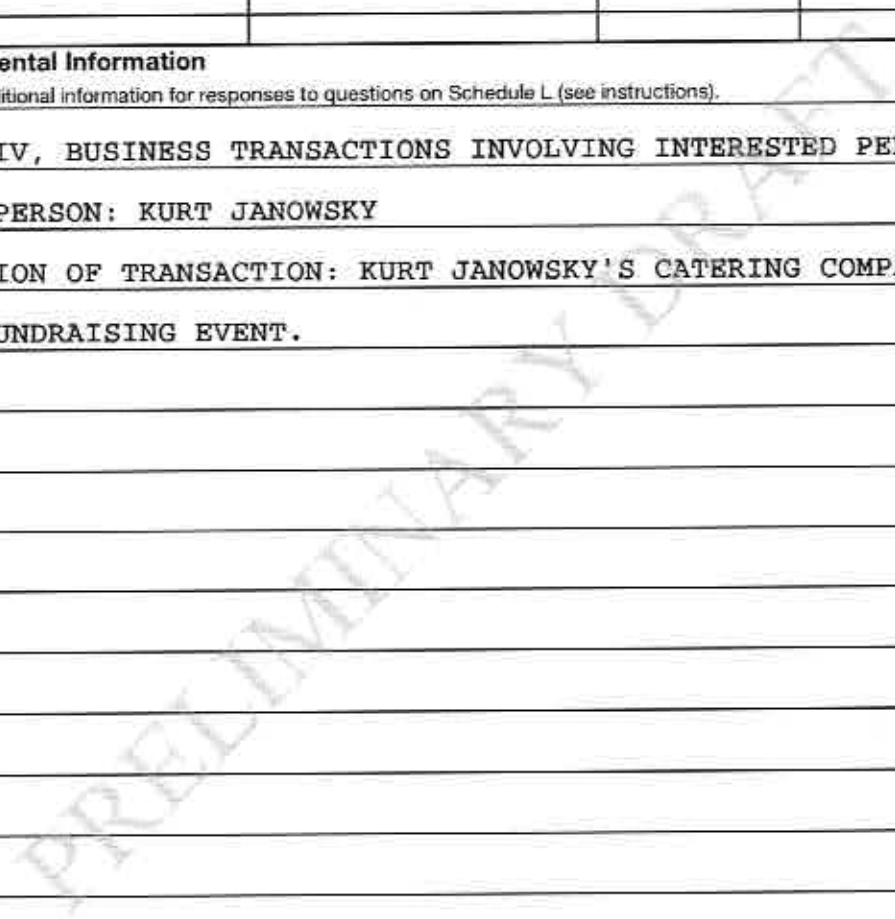 ental Information
itional information for responses to questions on Schedule L (see instructions).
IV, BUSINESS TRANSACTIONS INVOLVING INTERESTED PE
PERSON: KURT JANOWSKY
ION OF TRANSACTION: KURT JANOWSKY'S CATERING COMP
UNDRAISING EVENT.
PRELIMINARY DRAFT